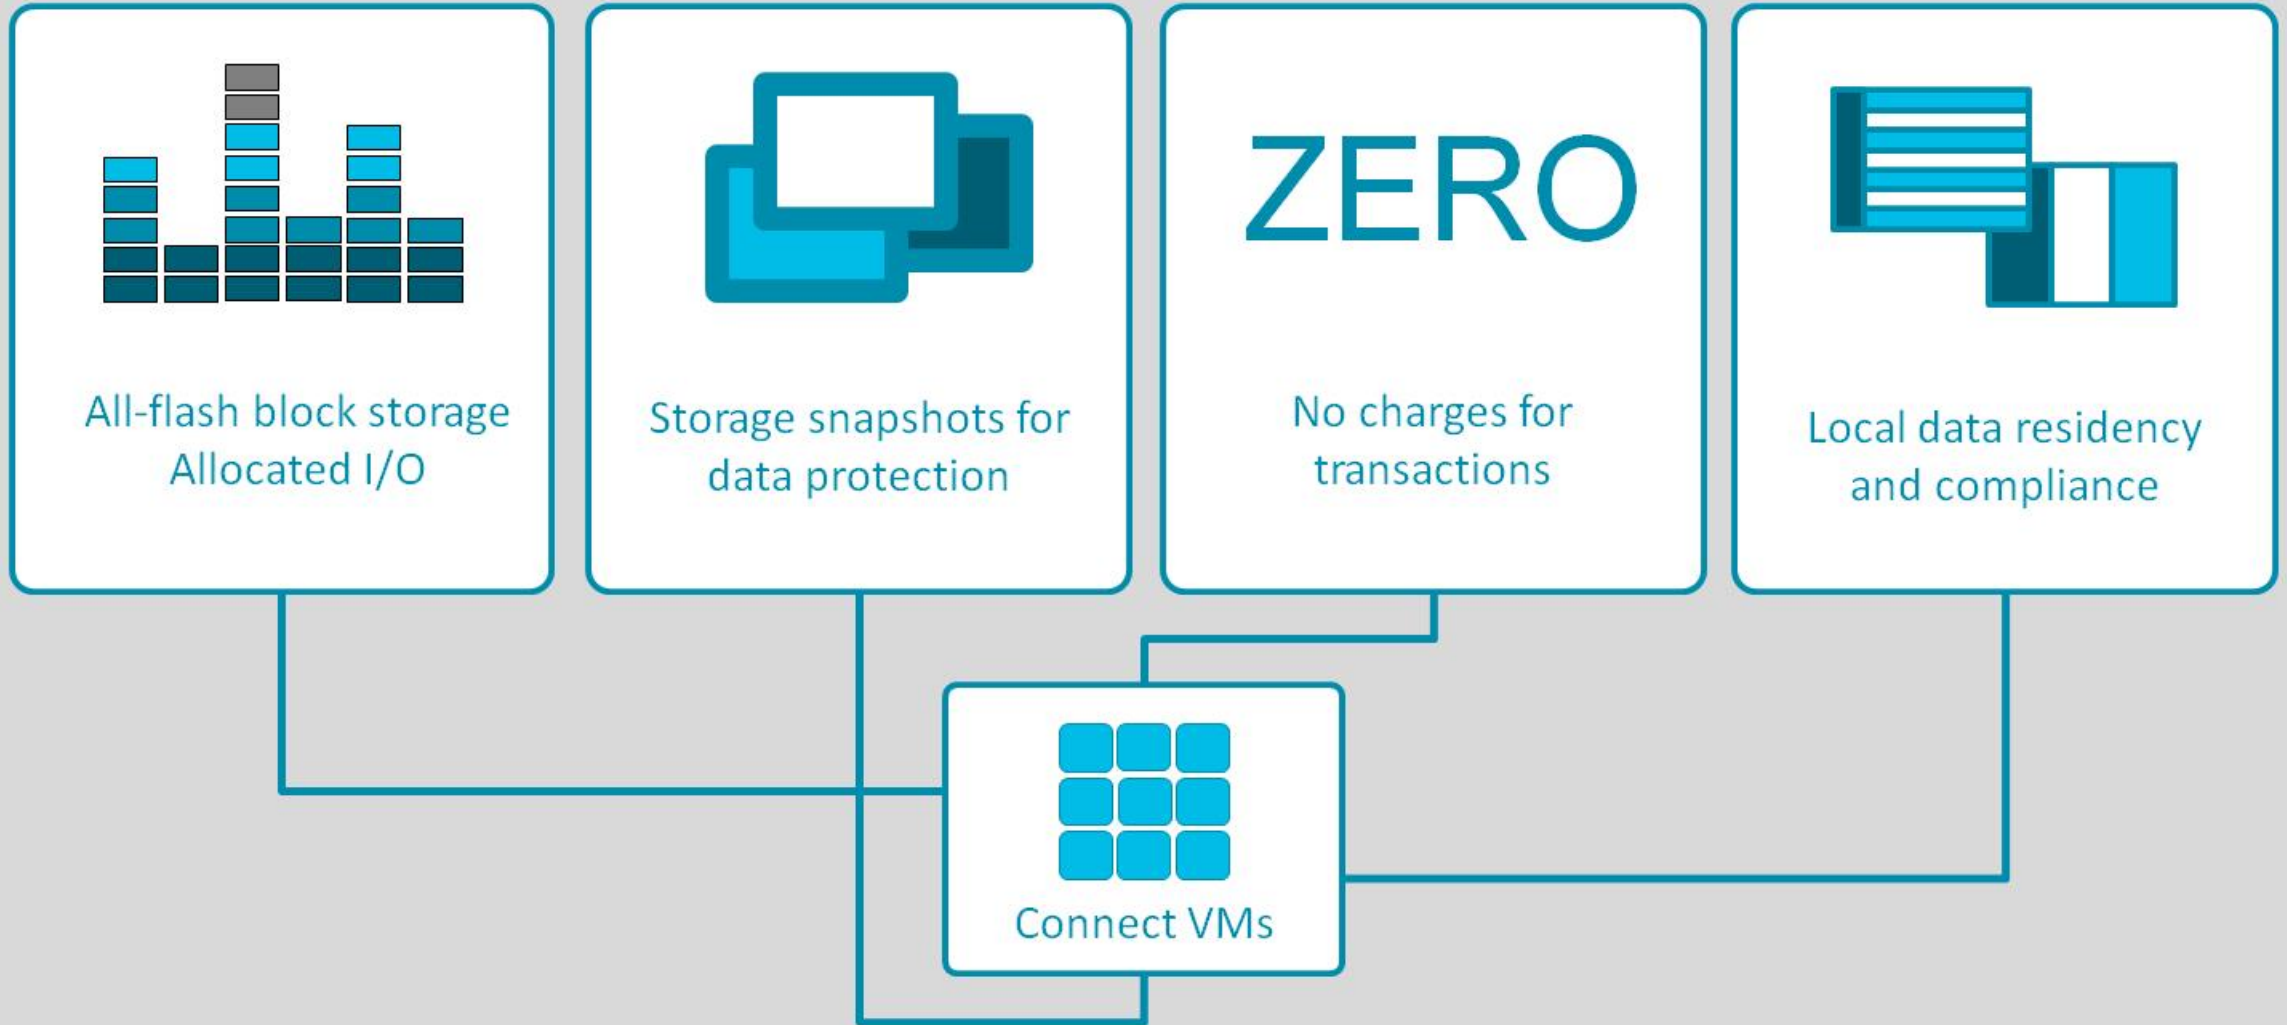 All-flash block storage
Allocated I/O
Storage snapshots for
data protection
ZERO
No charges for
transactions
Local data residency
and compliance
Connect VMs